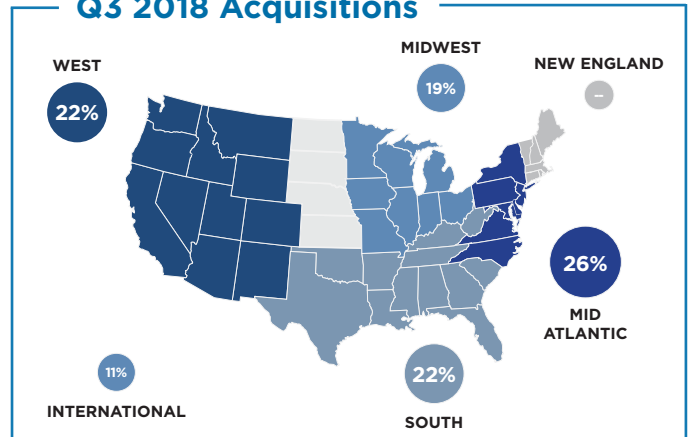 Q3 2018 Acquisitions
WEST
22%
MIDWEST
19%
NEW ENGLAND
--
26%
MID
ATLANTIC
11%
INTERNATIONAL
22%
SOUTH